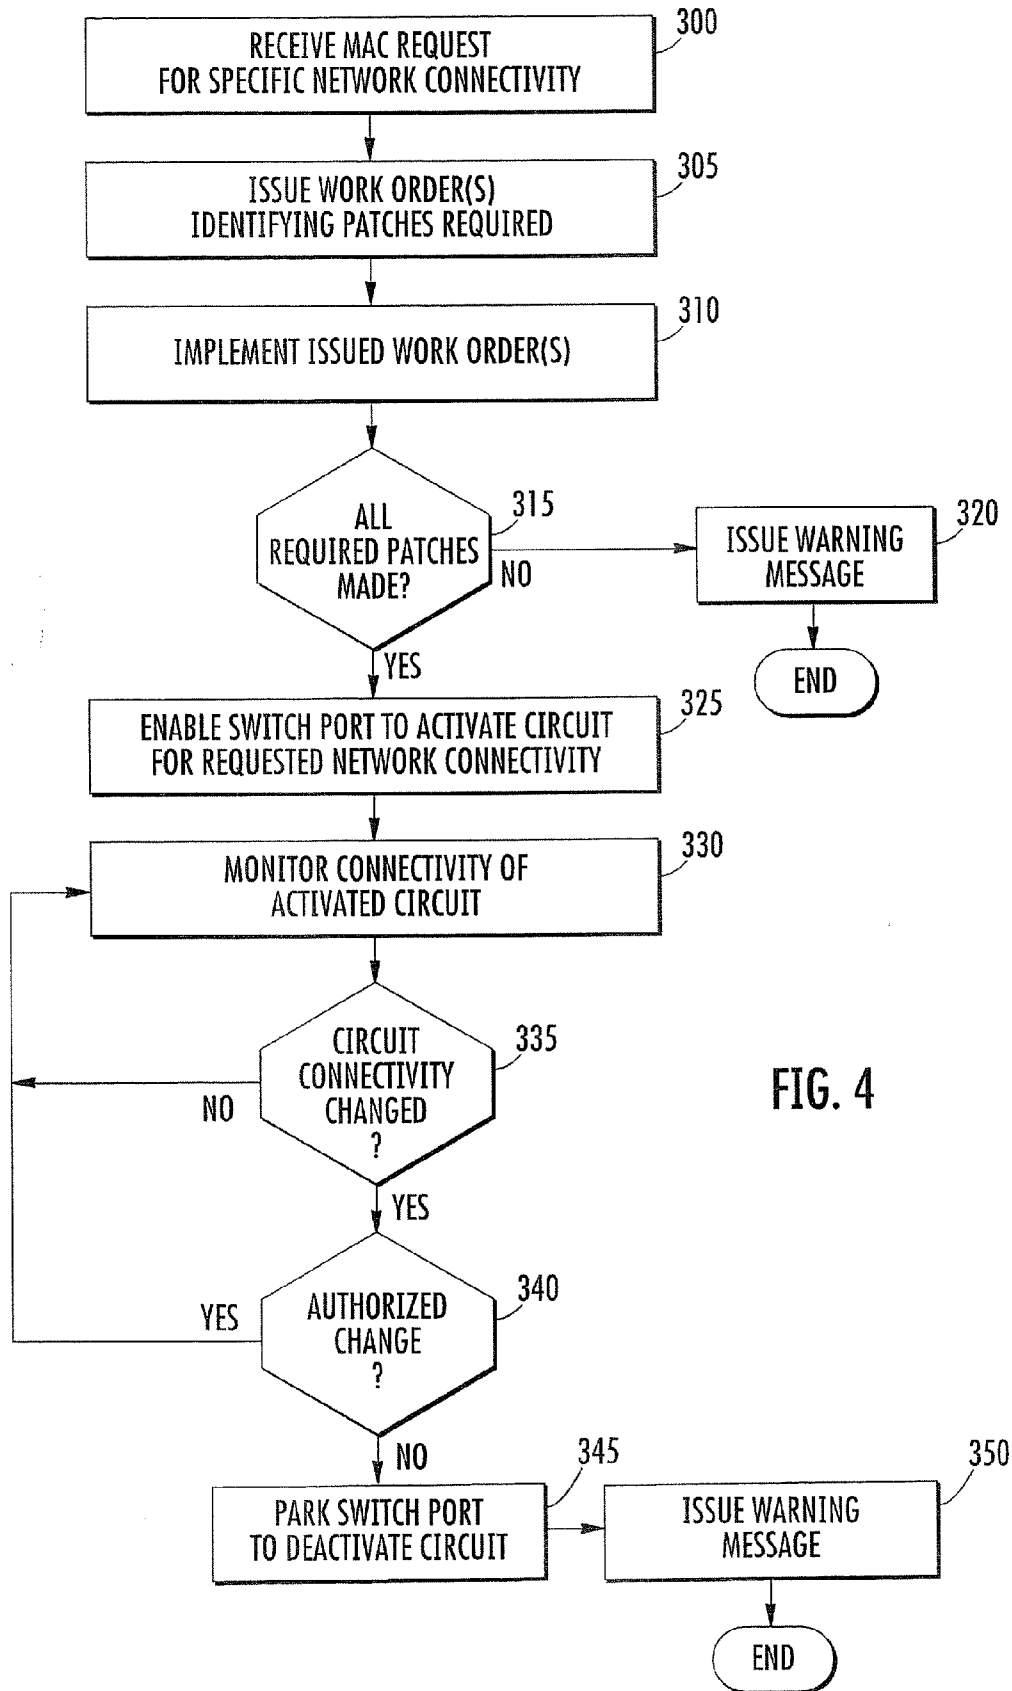 RECEIVE MAC REQUEST
FOR SPECIFIC NETWORK CONNECTIVITY
300
ISSUE WORK ORDER(S)
IDENTIFYING PATCHES REQUIRED
305
IMPLEMENT ISSUED WORK ORDER(S)
310
ALL
REQUIRED PATCHES
MADE?
315
NO
ISSUE WARNING
MESSAGE
320
END
YES
ENABLE SWITCH PORT TO ACTIVATE CIRCUIT
FOR REQUESTED NETWORK CONNECTIVITY
325
MONITOR CONNECTIVITY OF
ACTIVATED CIRCUIT
330
CIRCUIT
CONNECTIVITY
CHANGED
?
335
NO
FIG. 4
YES
AUTHORIZED
CHANGE
?
340
YES
NO
PARK SWITCH PORT
TO DEACTIVATE CIRCUIT
345
ISSUE WARNING
MESSAGE
350
END